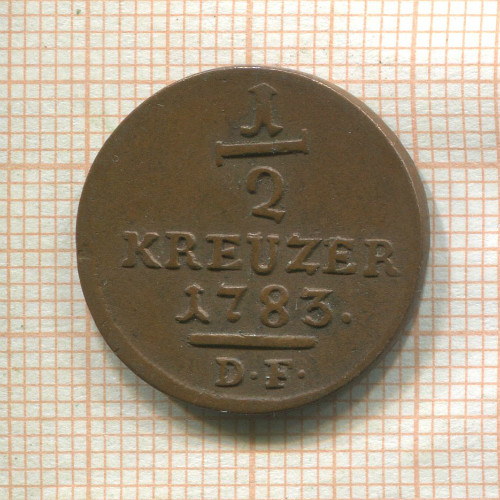 1
2
KREUZER
1783.
D·F·